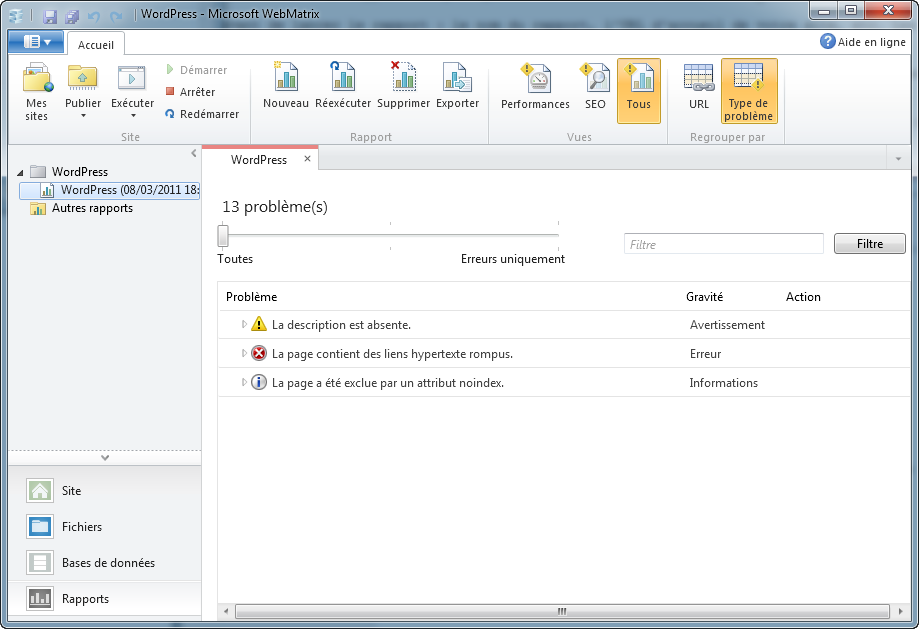 WordPress - Microsoft WebMatrix
Accueil
Aide en ligne
Mes sites
Publier
Exécuter
Démarrer
Arrêter
Redémarrer
Site
Nouveau
Réexécuter
Supprimer
Exporter
Rapport
Performances
SEO
Tous
Vues
URL
Type de problème
Regrouper par
WordPress
WordPress (08/03/2011 18:
Autres rapports
Site
Fichiers
Bases de données
Rapports
WordPress
13 problème(s)
Toutes
Erreurs uniquement
Filtre
Filtre
Problème Gravité Action
La description est absente. Avertissement
La page contient des liens hypertexte rompus. Erreur
La page a été exclue par un attribut noindex. Informations